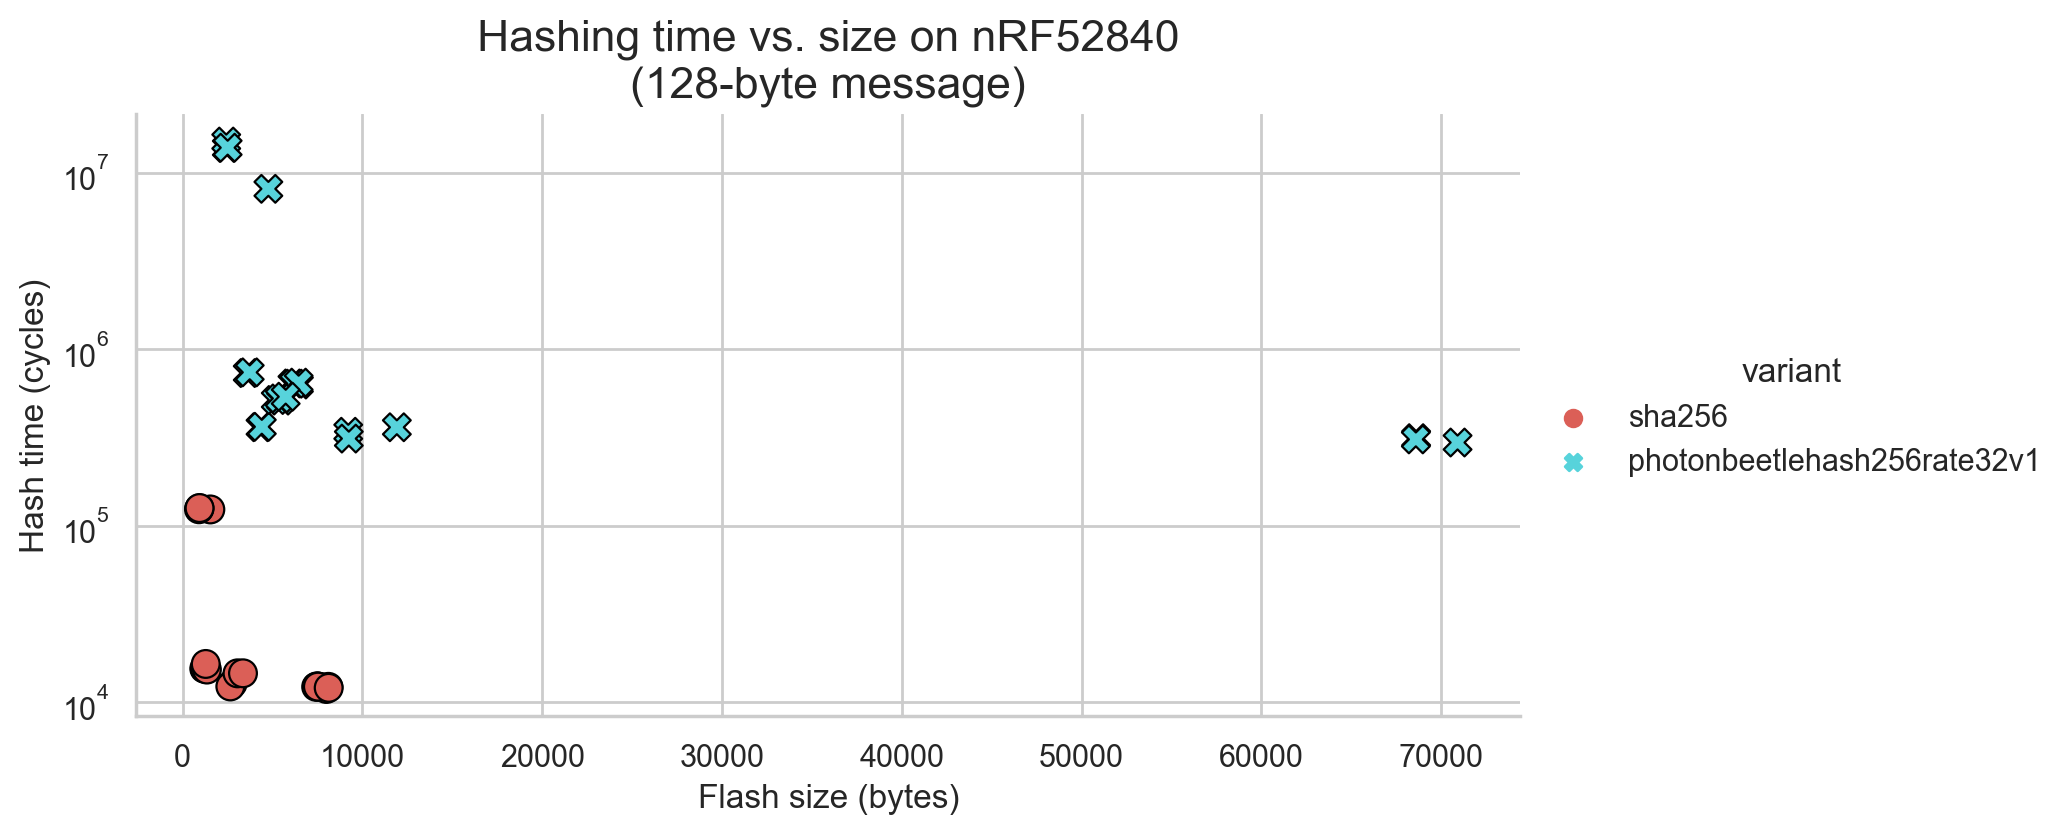 Hashing time vs. size on nRF52840
(128-byte message)
Hash time (cycles)
10^7
10^6
10^5
10^4
0 10000 20000 30000 40000 50000 60000 70000
Flash size (bytes)
variant
sha256
photonbeetlehash256rate32v1